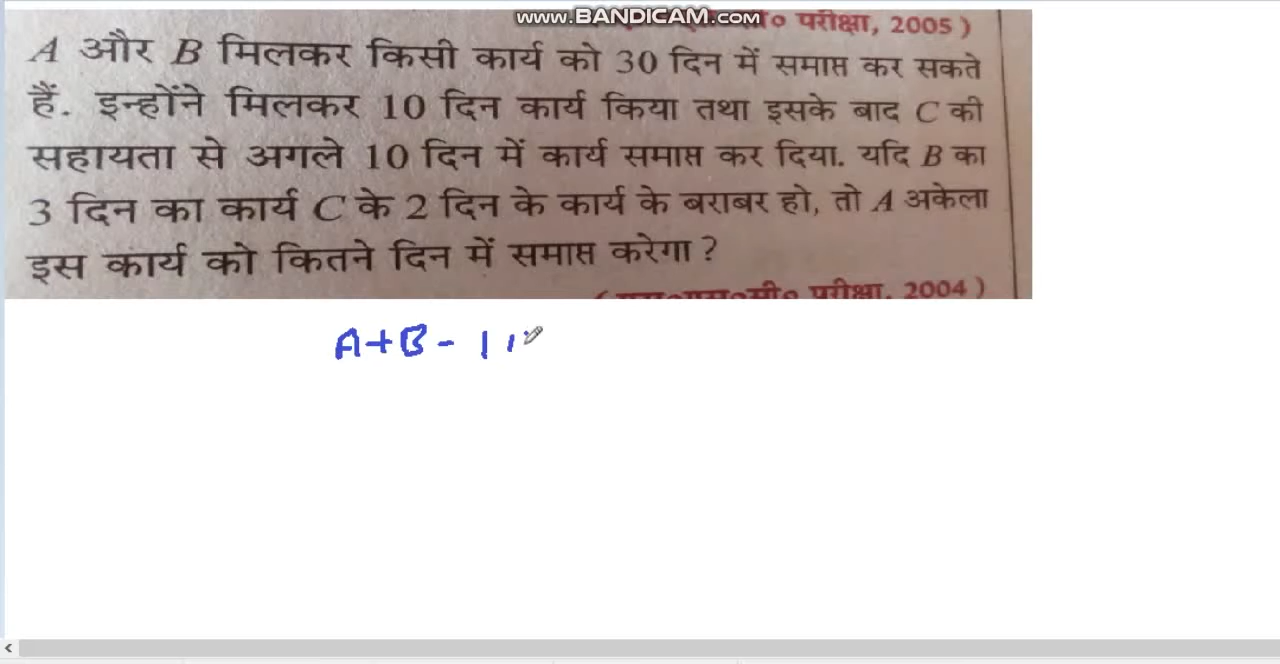 www.BANDICAM.com
परीक्षा, 2005 )
A और B मिलकर किसी कार्य को 30 दिन में समाप्त कर सकते
हैं. इन्होंने मिलकर 10 दिन कार्य किया तथा इसके बाद C की
सहायता से अगले 10 दिन में कार्य समाप्त कर दिया. यदि B का
3 दिन का कार्य C के 2 दिन के कार्य के बराबर हो, तो A अकेला
इस कार्य को कितने दिन में समाप्त करेगा ?
परीक्षा, 2004 )
A+B -